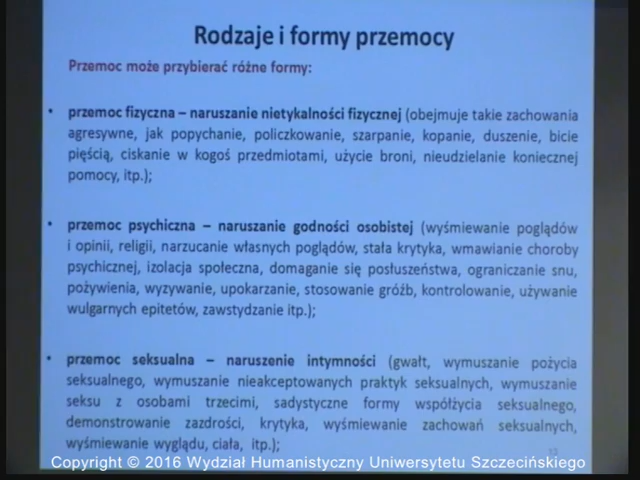 Rodzaje i formy przemocy
Przemoc może przybierać różne formy:
• przemoc fizyczna – naruszanie nietykalności fizycznej (obejmuje takie zachowania
agresywne, jak popychanie, policzkowanie, szarpanie, kopanie, duszenie, bicie
pięścią, ciskanie w kogoś przedmiotami, użycie broni, nieudzielanie koniecznej
pomocy, itp.);
• przemoc psychiczna – naruszanie godności osobistej (wyśmiewanie poglądów
i opinii, religii, narzucanie własnych poglądów, stała krytyka, wmawianie choroby
psychicznej, izolacja społeczna, domaganie się posłuszeństwa, ograniczanie snu,
pożywienia, wyzywanie, upokarzanie, stosowanie gróźb, kontrolowanie, używanie
wulgarnych epitetów, zawstydzanie itp.);
• przemoc seksualna – naruszenie intymności (gwałt, wymuszanie pożycia
seksualnego, wymuszanie nieakceptowanych praktyk seksualnych, wymuszanie
seksu z osobami trzecimi, sadystyczne formy współżycia seksualnego,
demonstrowanie zazdrości, krytyka, wyśmiewanie zachowań seksualnych,
wyśmiewanie wyglądu, ciała, itp.);
Copyright © 2016 Wydział Humanistyczny Uniwersytetu Szczecińskiego